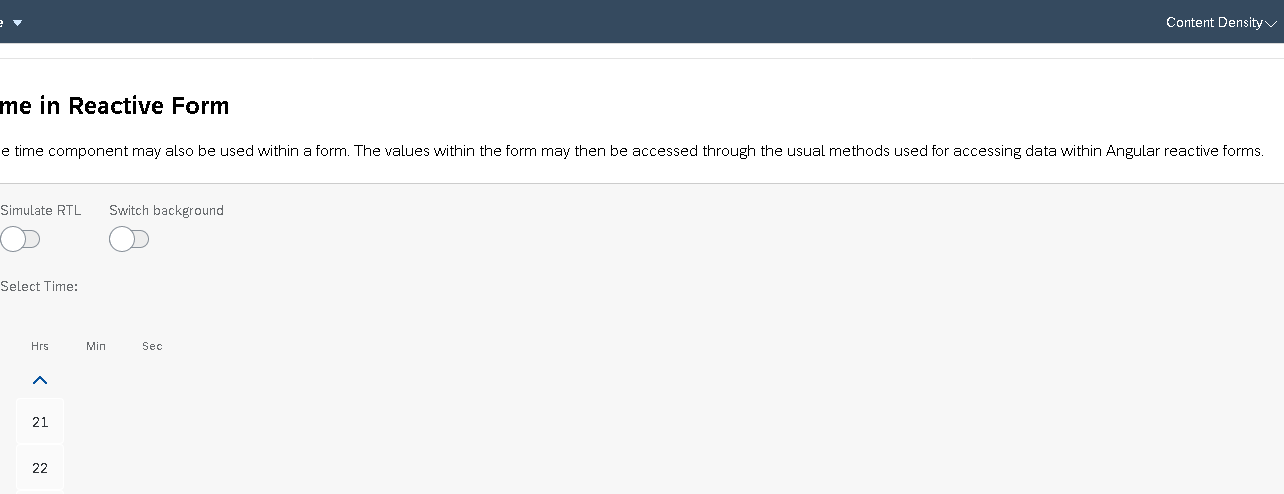 Content Density
me in Reactive Form
e time component may also be used within a form. The values within the form may then be accessed through the usual methods used for accessing data within Angular reactive forms.
Simulate RTL Switch background
Select Time:
Hrs Min Sec
21
22